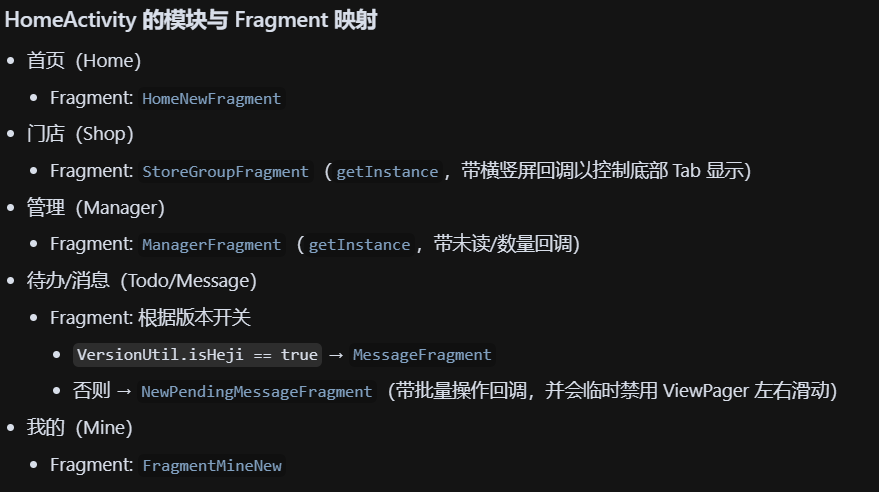 HomeActivity 的模块与 Fragment 映射
首页（Home）
Fragment: HomeNewFragment
门店（Shop）
Fragment: StoreGroupFragment （getInstance，带横竖屏回调以控制底部 Tab 显示）
管理（Manager）
Fragment: ManagerFragment （getInstance，带未读/数量回调）
待办/消息（Todo/Message）
Fragment: 根据版本开关
VersionUtil.isHeji == true → MessageFragment
否则 → NewPendingMessageFragment （带批量操作回调，并会临时禁用 ViewPager 左右滑动）
我的（Mine）
Fragment: FragmentMineNew